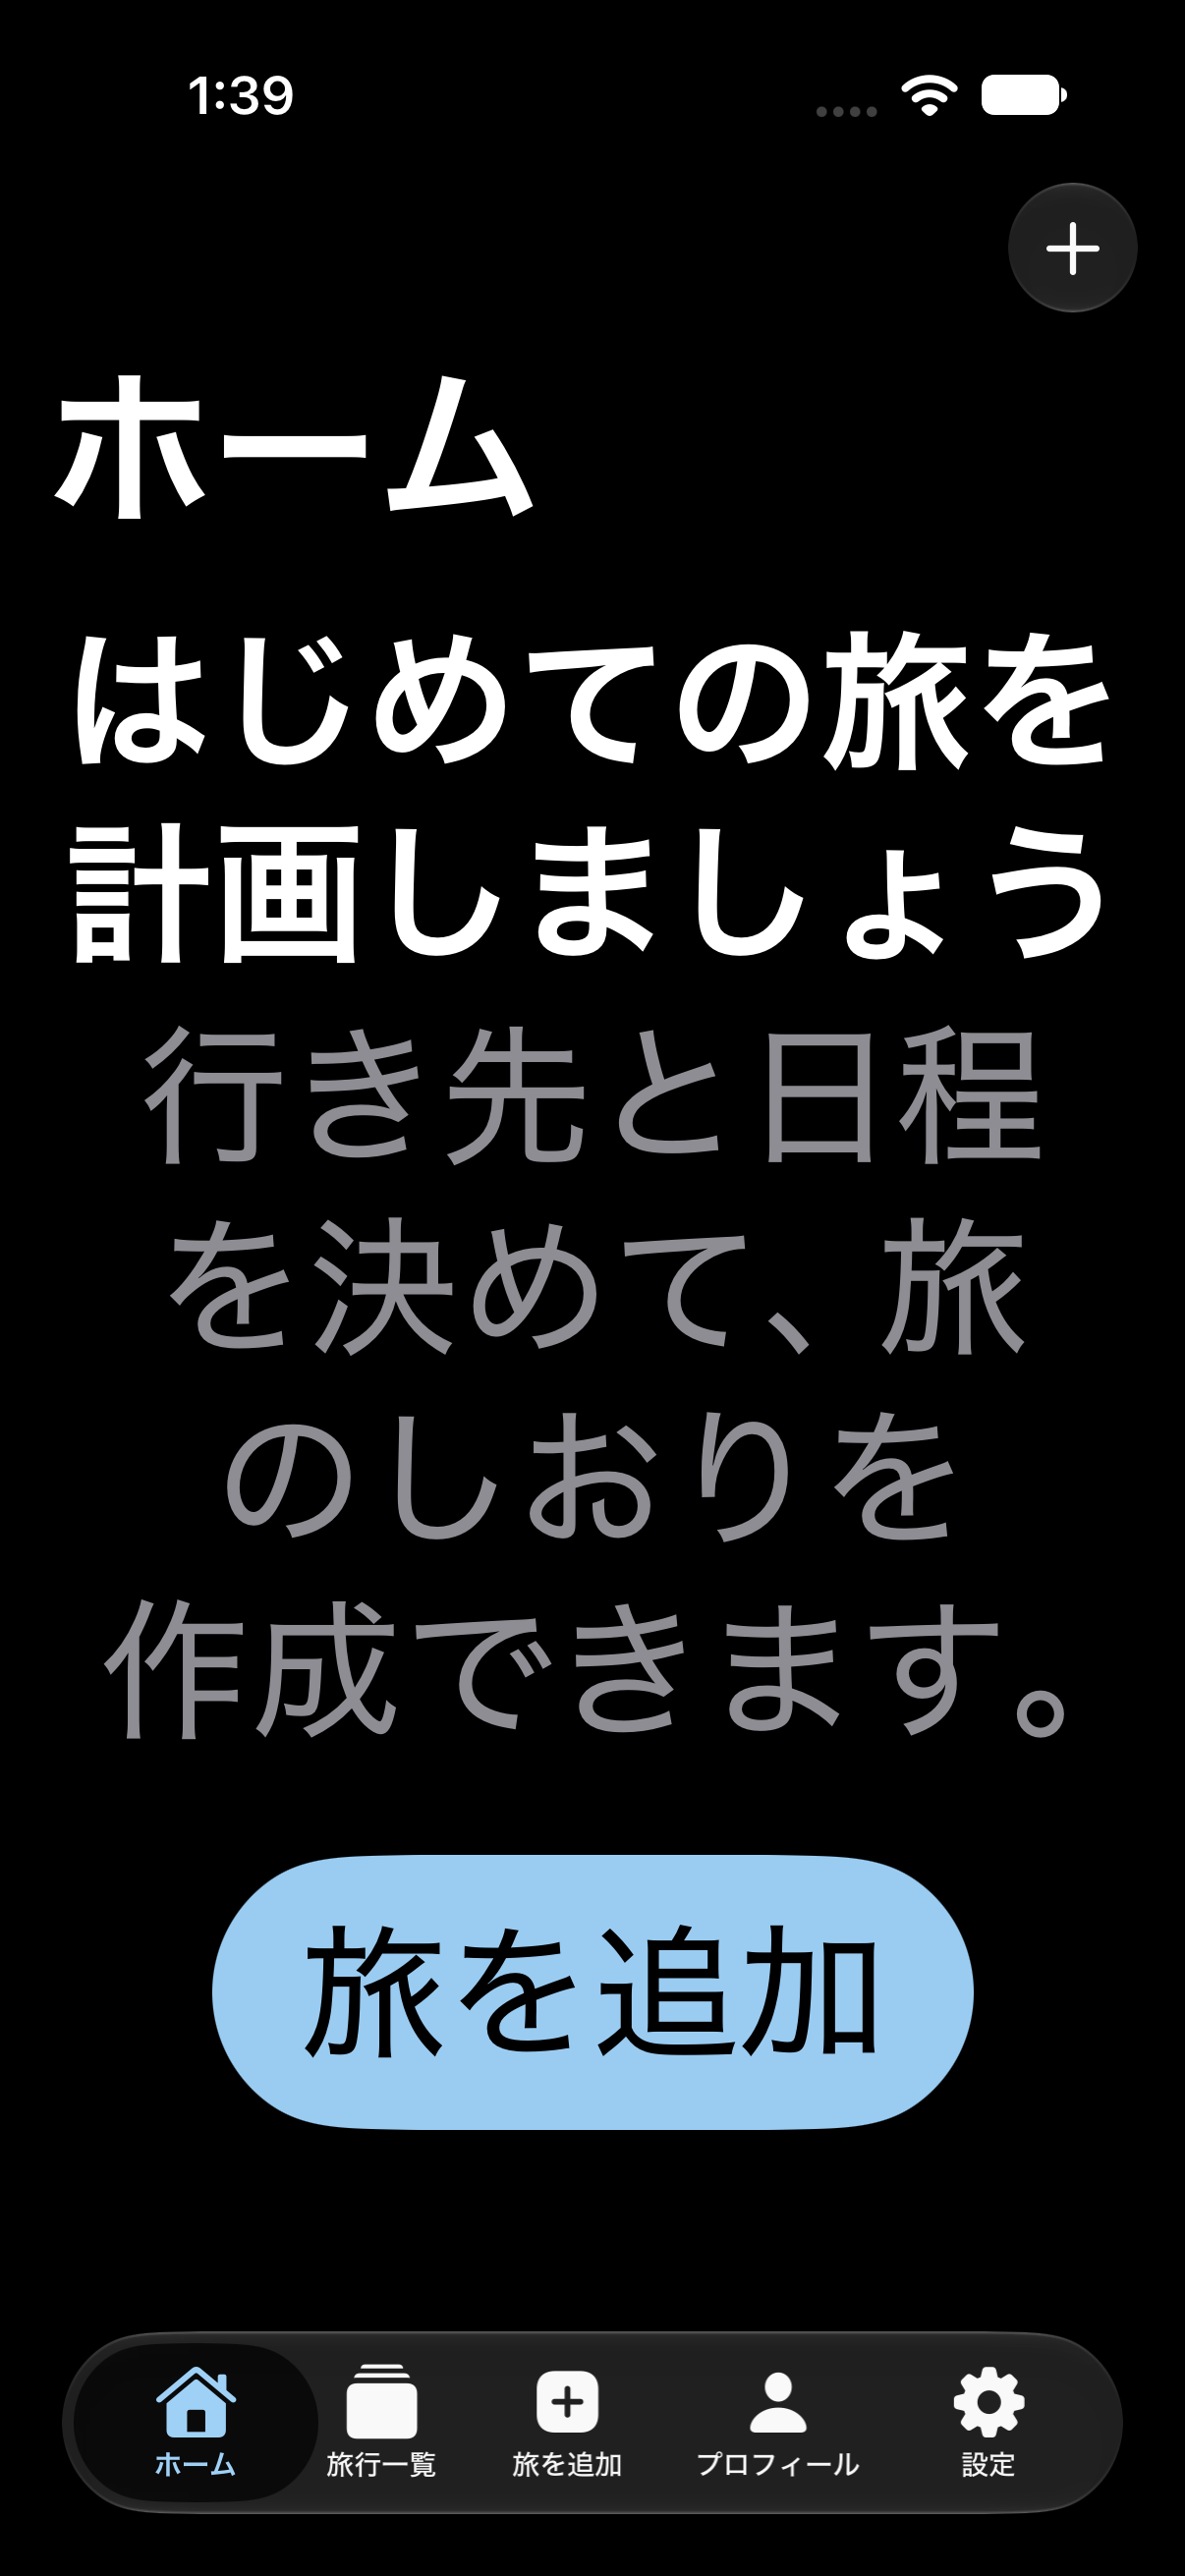 1:39
ホーム
はじめての旅を
計画しましょう
行き先と日程
を決めて、旅
のしおりを
作成できます。
旅を追加
ホーム
旅行一覧
旅を追加
プロフィール
設定